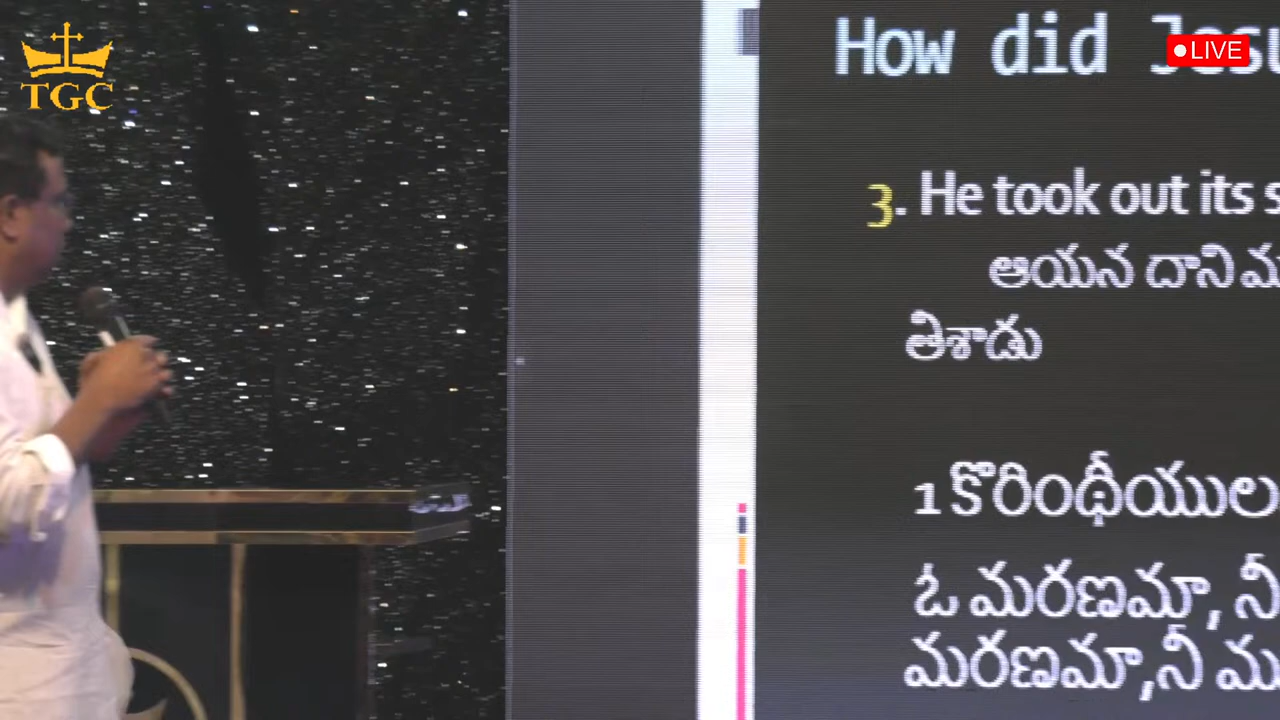 TGC
LIVE
How did Jesu
3. He took out its s
ఆయన దాని మ
తిశాడు
1 కొరింథీయుల
ఓ మరణమా, నీ
మరణమా,నీ ము